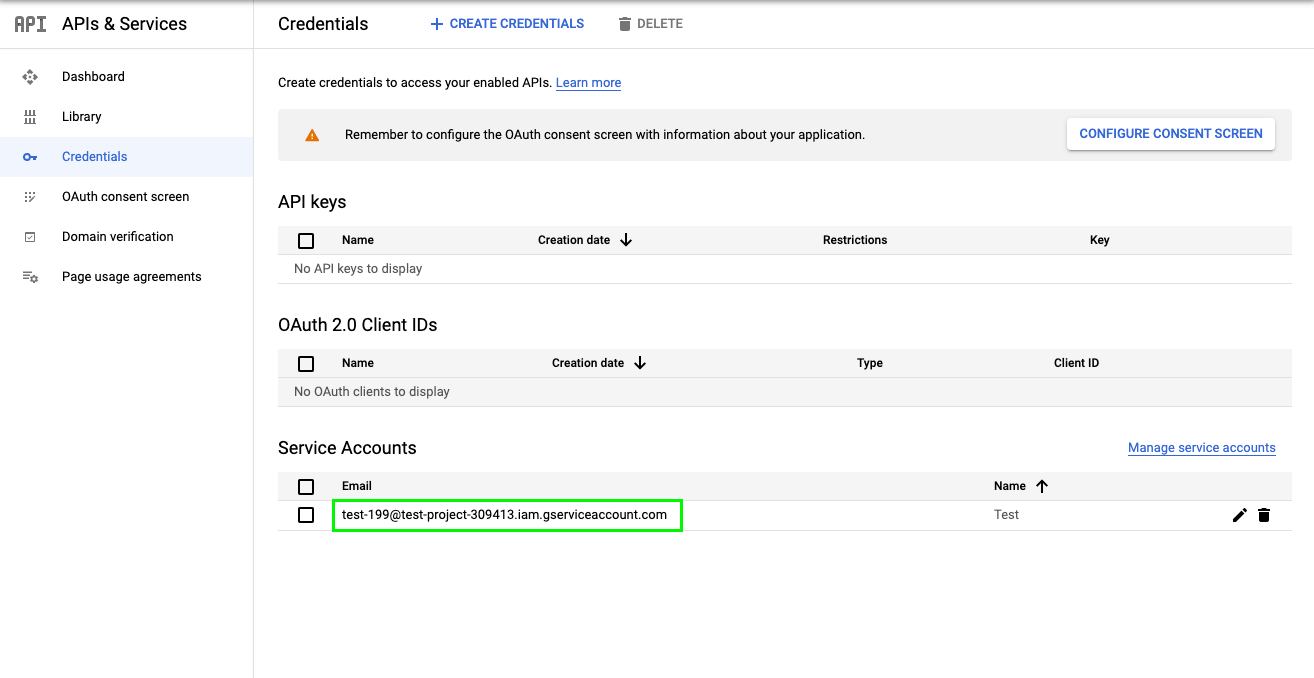 API APIs & Services
Credentials
CREATE CREDENTIALS
DELETE
Dashboard
Library
Credentials
OAuth consent screen
Domain verification
Page usage agreements
Create credentials to access your enabled APIs. Learn more
Remember to configure the OAuth consent screen with information about your application.
CONFIGURE CONSENT SCREEN
API keys
Name Creation date Restrictions Key
No API keys to display
OAuth 2.0 Client IDs
Name Creation date Type Client ID
No OAuth clients to display
Service Accounts
Manage service accounts
Email Name
test-199@test-project-309413.iam.gserviceaccount.com Test